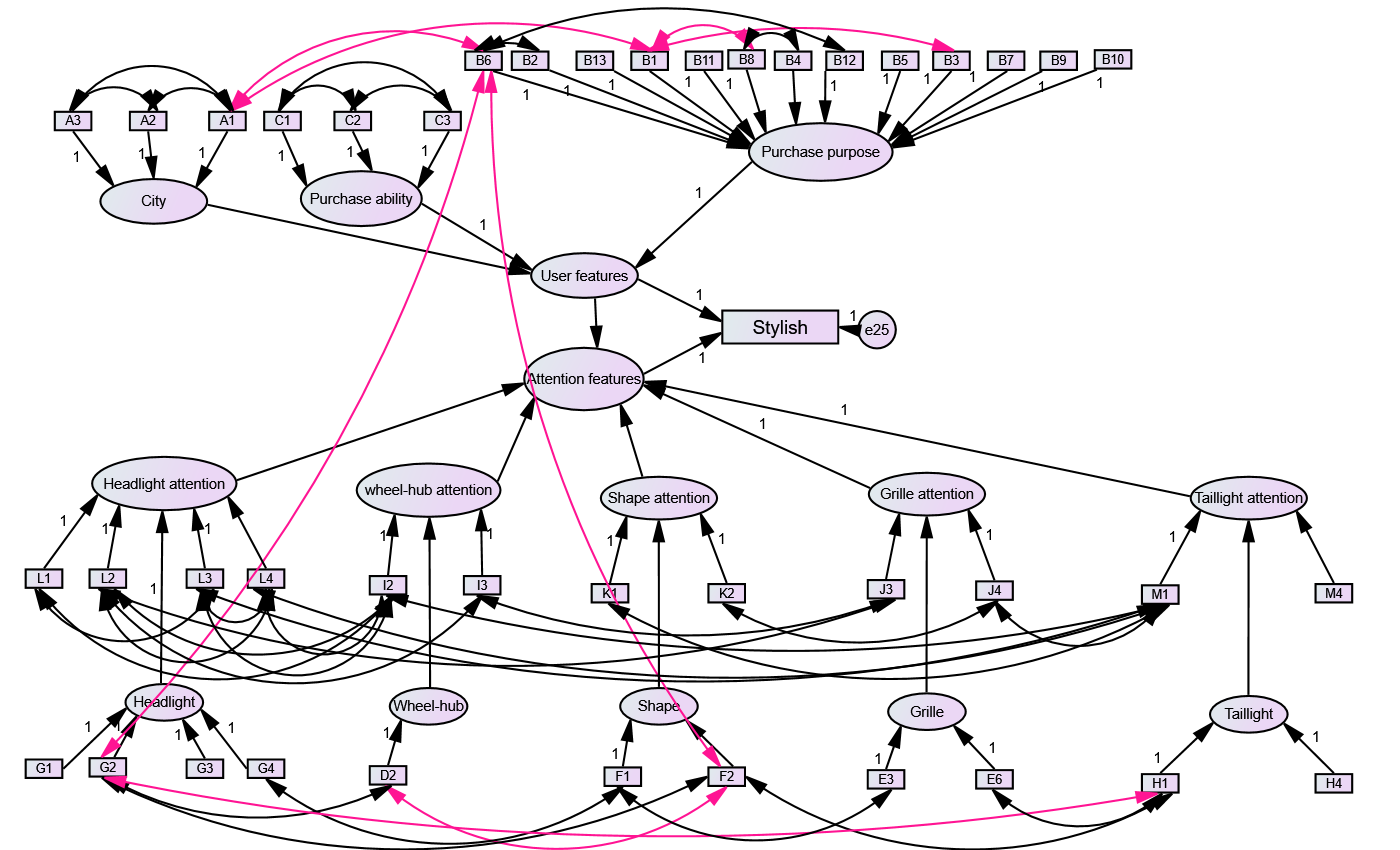 B6
B2
B13
B1
B11
B8
B4
B12
B5
B3
B7
B9
B10
1
1
1
1
1
1
1
1
1
1
1
A3
A2
A1
C1
C2
C3
1
1
1
1
1
1
Purchase purpose
City
Purchase ability
1
1
User features
1
Stylish
1
e25
1
Attention features
1
1
Headlight attention
wheel-hub attention
Shape attention
Grille attention
Taillight attention
1
1
1
1
1
1
1
1
1
1
L1
L2
L3
L4
I2
I3
K1
K2
J3
J4
M1
M4
Headlight
Wheel-hub
Shape
Grille
Taillight
1
1
1
1
1
1
1
1
1
1
G1
G2
G3
G4
D2
F1
F2
E3
E6
H1
H4